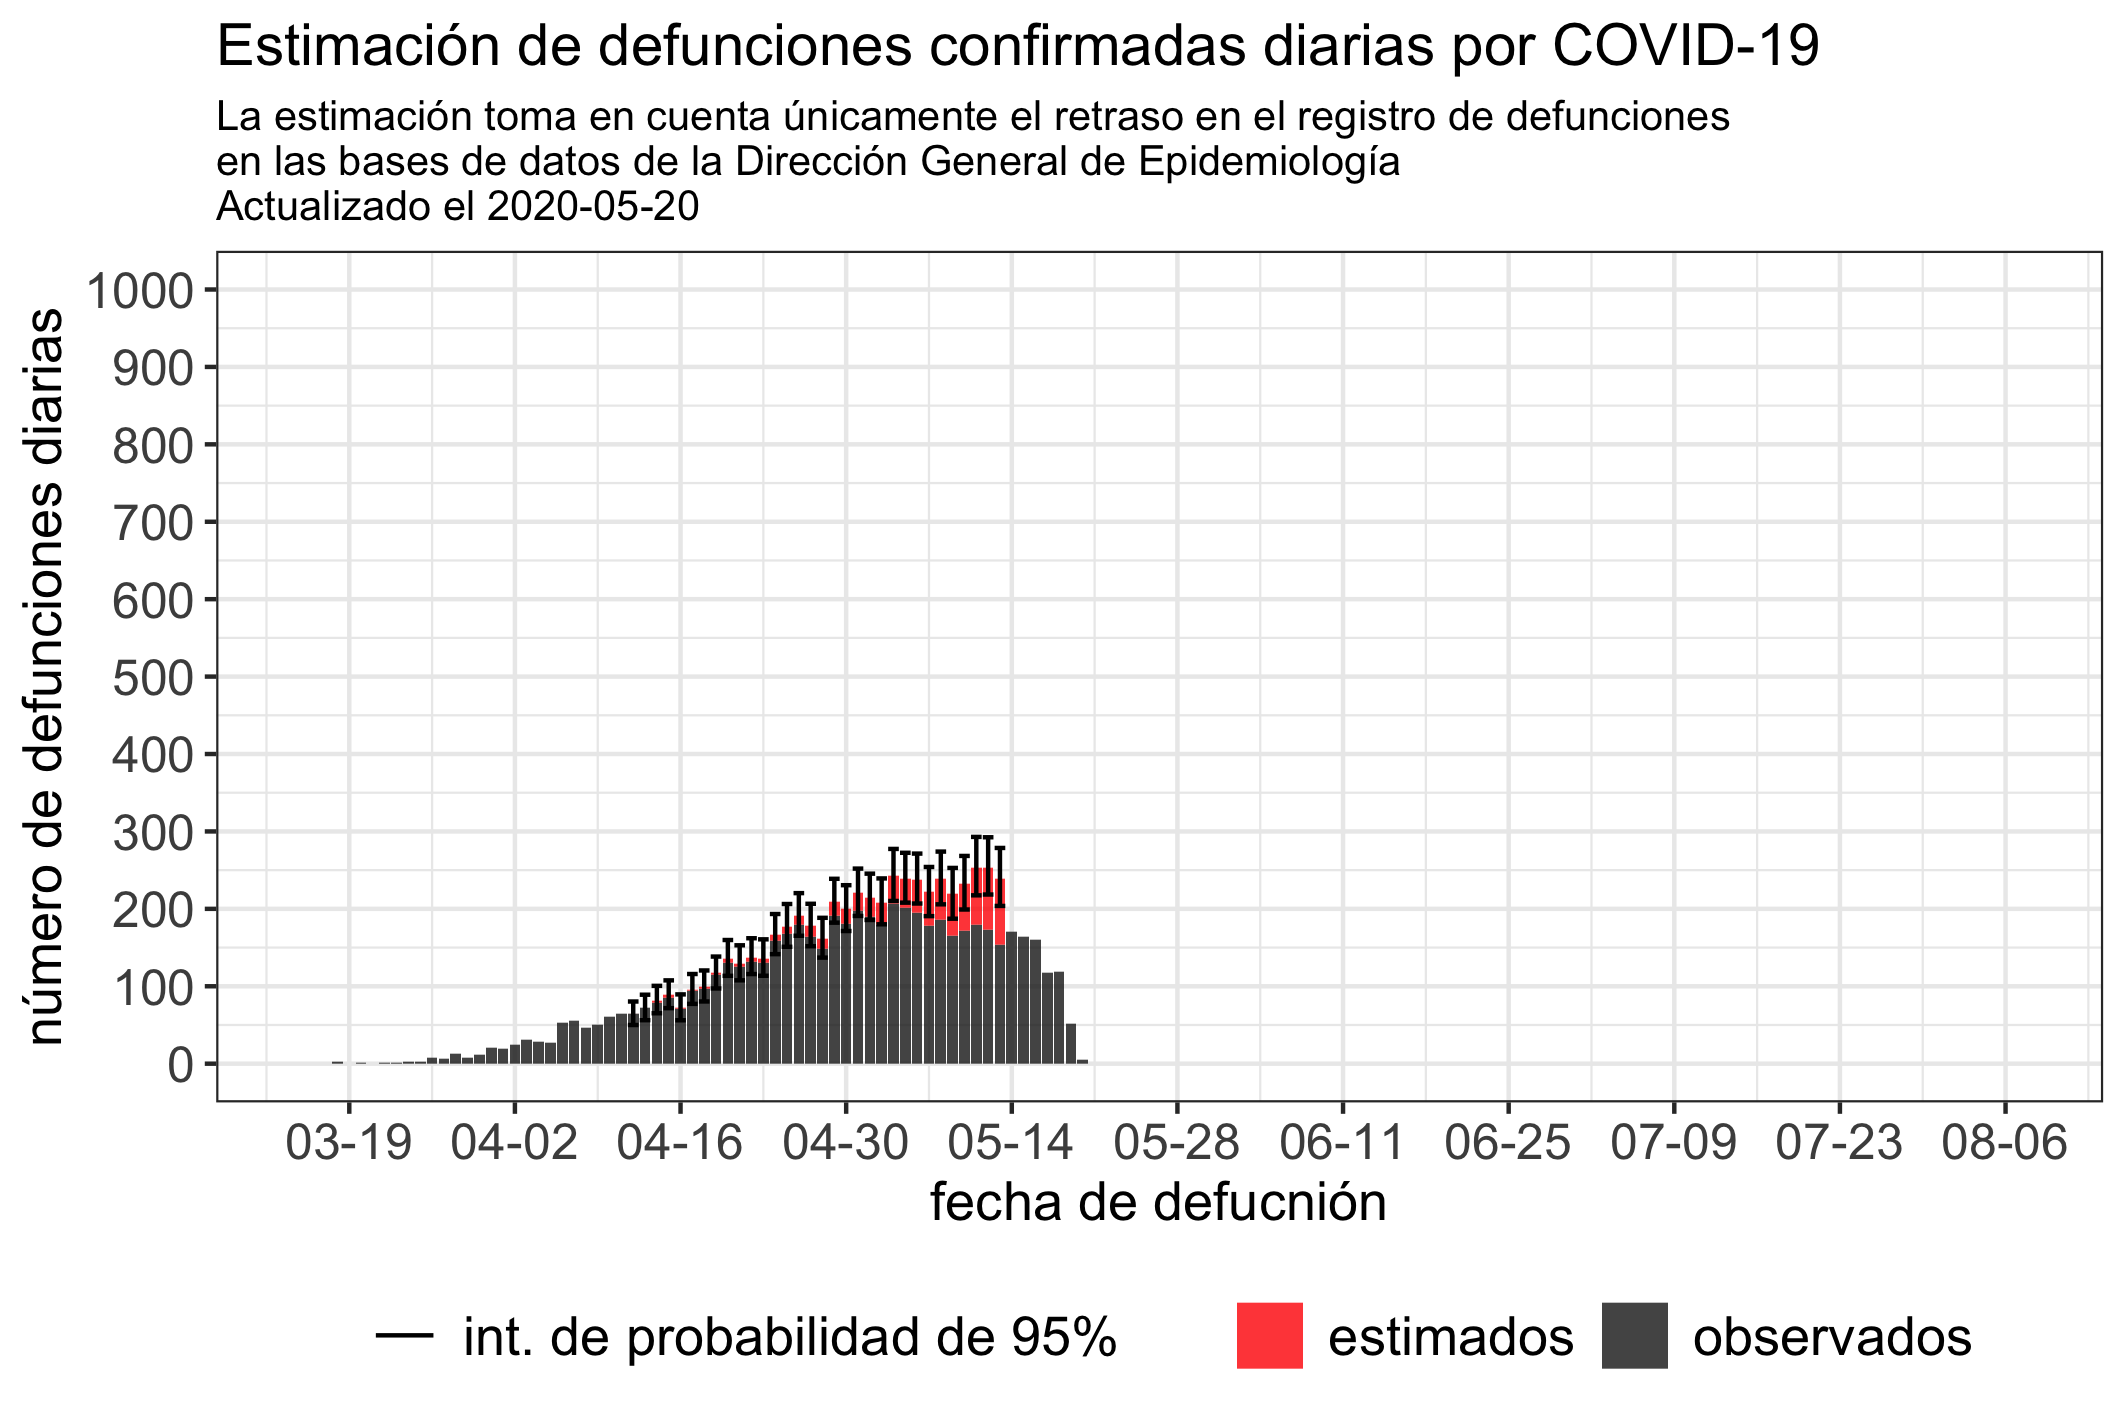 Estimación de defunciones confirmadas diarias por COVID-19
La estimación toma en cuenta únicamente el retraso en el registro de defunciones
en las bases de datos de la Dirección General de Epidemiología
Actualizado el 2020-05-20
número de defunciones diarias
1000
900
800
700
600
500
400
300
200
100
0
03-19 04-02 04-16 04-30 05-14 05-28 06-11 06-25 07-09 07-23 08-06
fecha de defucnión
int. de probabilidad de 95% estimados observados